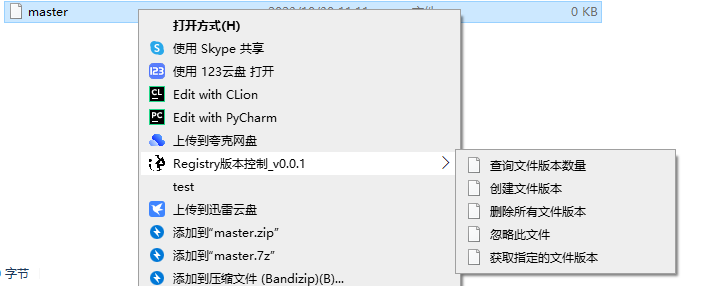 master
文件
0 KB
打开方式(H)
使用 Skype 共享
使用 123云盘 打开
Edit with CLion
Edit with PyCharm
上传到夸克网盘
Registry版本控制_v0.0.1
查询文件版本数量
创建文件版本
删除所有文件版本
忽略此文件
获取指定的文件版本
test
上传到迅雷云盘
添加到"master.zip"
添加到"master.7z"
添加到压缩文件 (Bandizip)(B)...
字节